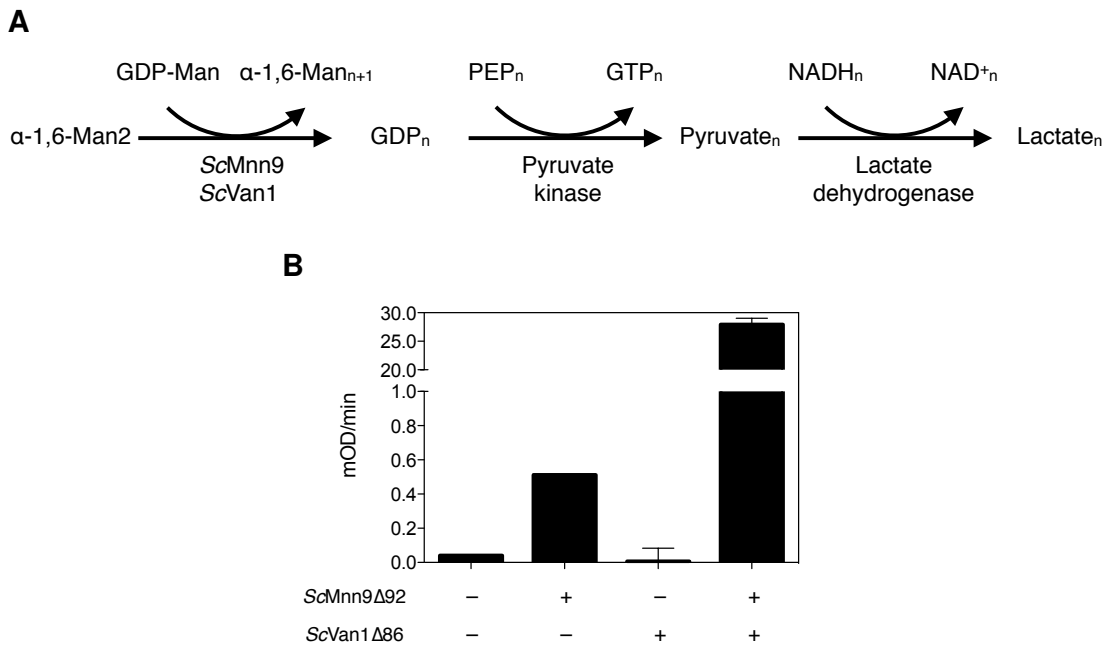 A
GDP-Man α-1,6-Manₙ₊₁ PEPₙ GTPₙ NADHₙ NAD⁺ₙ
α-1,6-Man2 GDPₙ Pyruvateₙ Lactateₙ
ScMnn9 Pyruvate Lactate
ScVan1 kinase dehydrogenase
B
30.0
25.0
20.0
1.0
0.8
0.6
0.4
0.2
0.0
mOD/min
ScMnn9Δ92 − + − +
ScVan1Δ86 − − + +